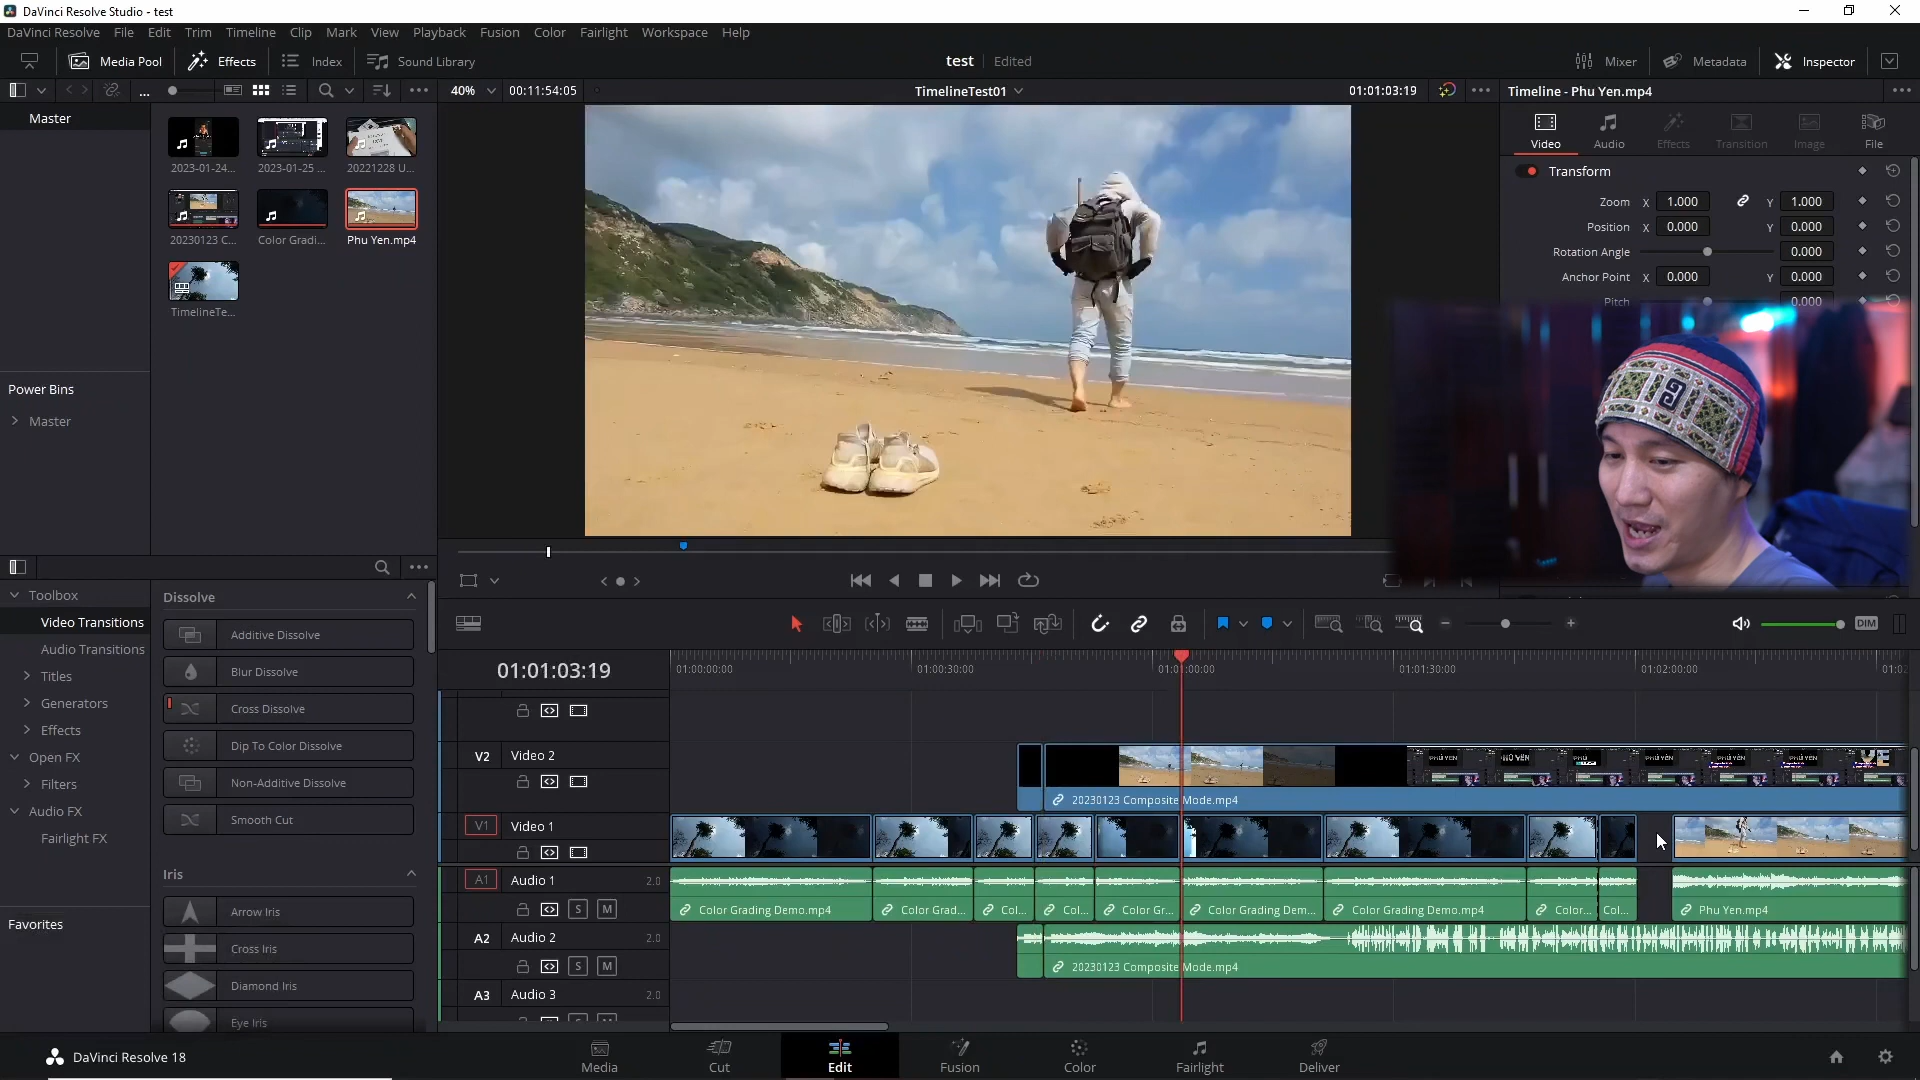 DaVinci Resolve Studio - test
DaVinci Resolve File Edit Trim Timeline Clip Mark View Playback Fusion Color Fairlight Workspace Help
Media Pool Effects Index Sound Library test Edited Mixer Metadata Inspector
... 40% 00:11:54:05 TimelineTest01 01:01:03:19 Timeline - Phu Yen.mp4
Master
2023-01-24... 2023-01-25 ... 20221228 U...
20230123 C... Color Gradi... Phu Yen.mp4
TimelineTe...
Power Bins
Master
Video Audio Effects Transition Image File
Transform
Zoom X 1.000 Y 1.000
Position X 0.000 Y 0.000
Rotation Angle 0.000
Anchor Point X 0.000 Y 0.000
Pitch 0.000
Toolbox
Video Transitions
Audio Transitions
Titles
Generators
Effects
Open FX
Filters
Audio FX
Fairlight FX
Favorites
Dissolve
Additive Dissolve
Blur Dissolve
Cross Dissolve
Dip To Color Dissolve
Non-Additive Dissolve
Smooth Cut
Iris
Arrow Iris
Cross Iris
Diamond Iris
Eye Iris
DIM
01:01:03:19 01:00:00:00 01:00:30:00 01:01:00:00 01:01:30:00 01:02:00:00
V2 Video 2
20230123 Composite Mode.mp4
V1 Video 1
A1 Audio 1 2.0
S M
Color Grading Demo.mp4 Color Grad... Col... Col... Color Gr... Color Grading Dem... Color Grading Demo.mp4 Color... Col... Phu Yen.mp4
A2 Audio 2 2.0
S M
20230123 Composite Mode.mp4
A3 Audio 3 2.0
DaVinci Resolve 18
Media Cut Edit Fusion Color Fairlight Deliver